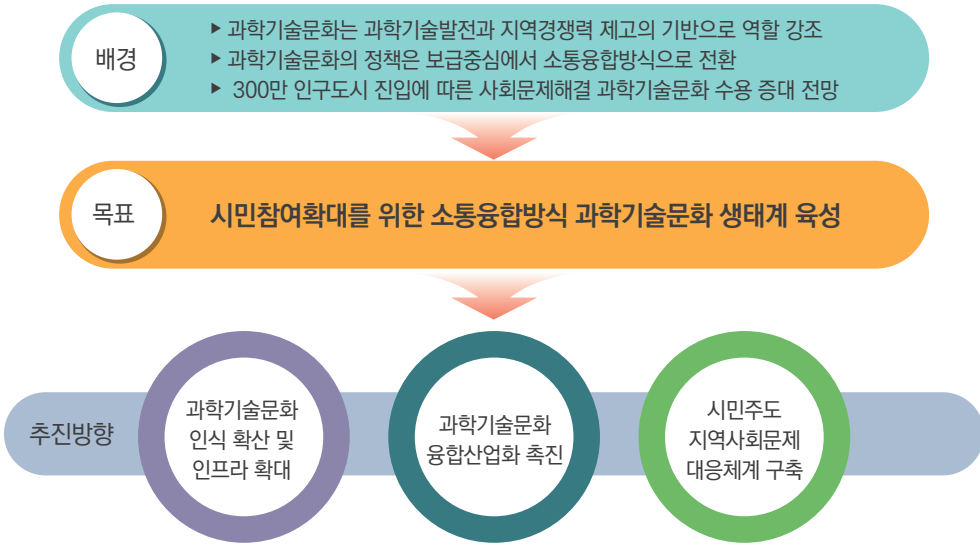 배경
▶ 과학기술문화는 과학기술발전과 지역경쟁력 제고의 기반으로 역할 강조
▶ 과학기술문화의 정책은 보급중심에서 소통융합방식으로 전환
▶ 300만 인구도시 진입에 따른 사회문제해결 과학기술문화 수용 증대 전망
목표
시민참여확대를 위한 소통융합방식 과학기술문화 생태계 육성
추진방향
과학기술문화
인식 확산 및
인프라 확대
과학기술문화
융합산업화 촉진
시민주도
지역사회문제
대응체계 구축